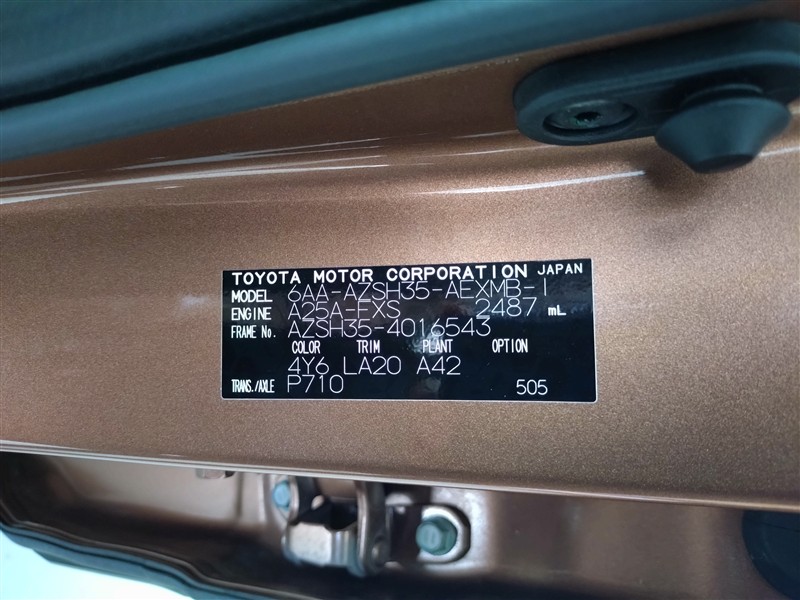 TOYOTA MOTOR CORPORATION JAPAN
MODEL 6AA-AZSH35-AEXMB-I
ENGINE A25A-FXS 2487 mL
FRAME No. AZSH35-4016543
COLOR TRIM PLANT OPTION
4Y6 LA20 A42
TRANS./AXLE P710 505